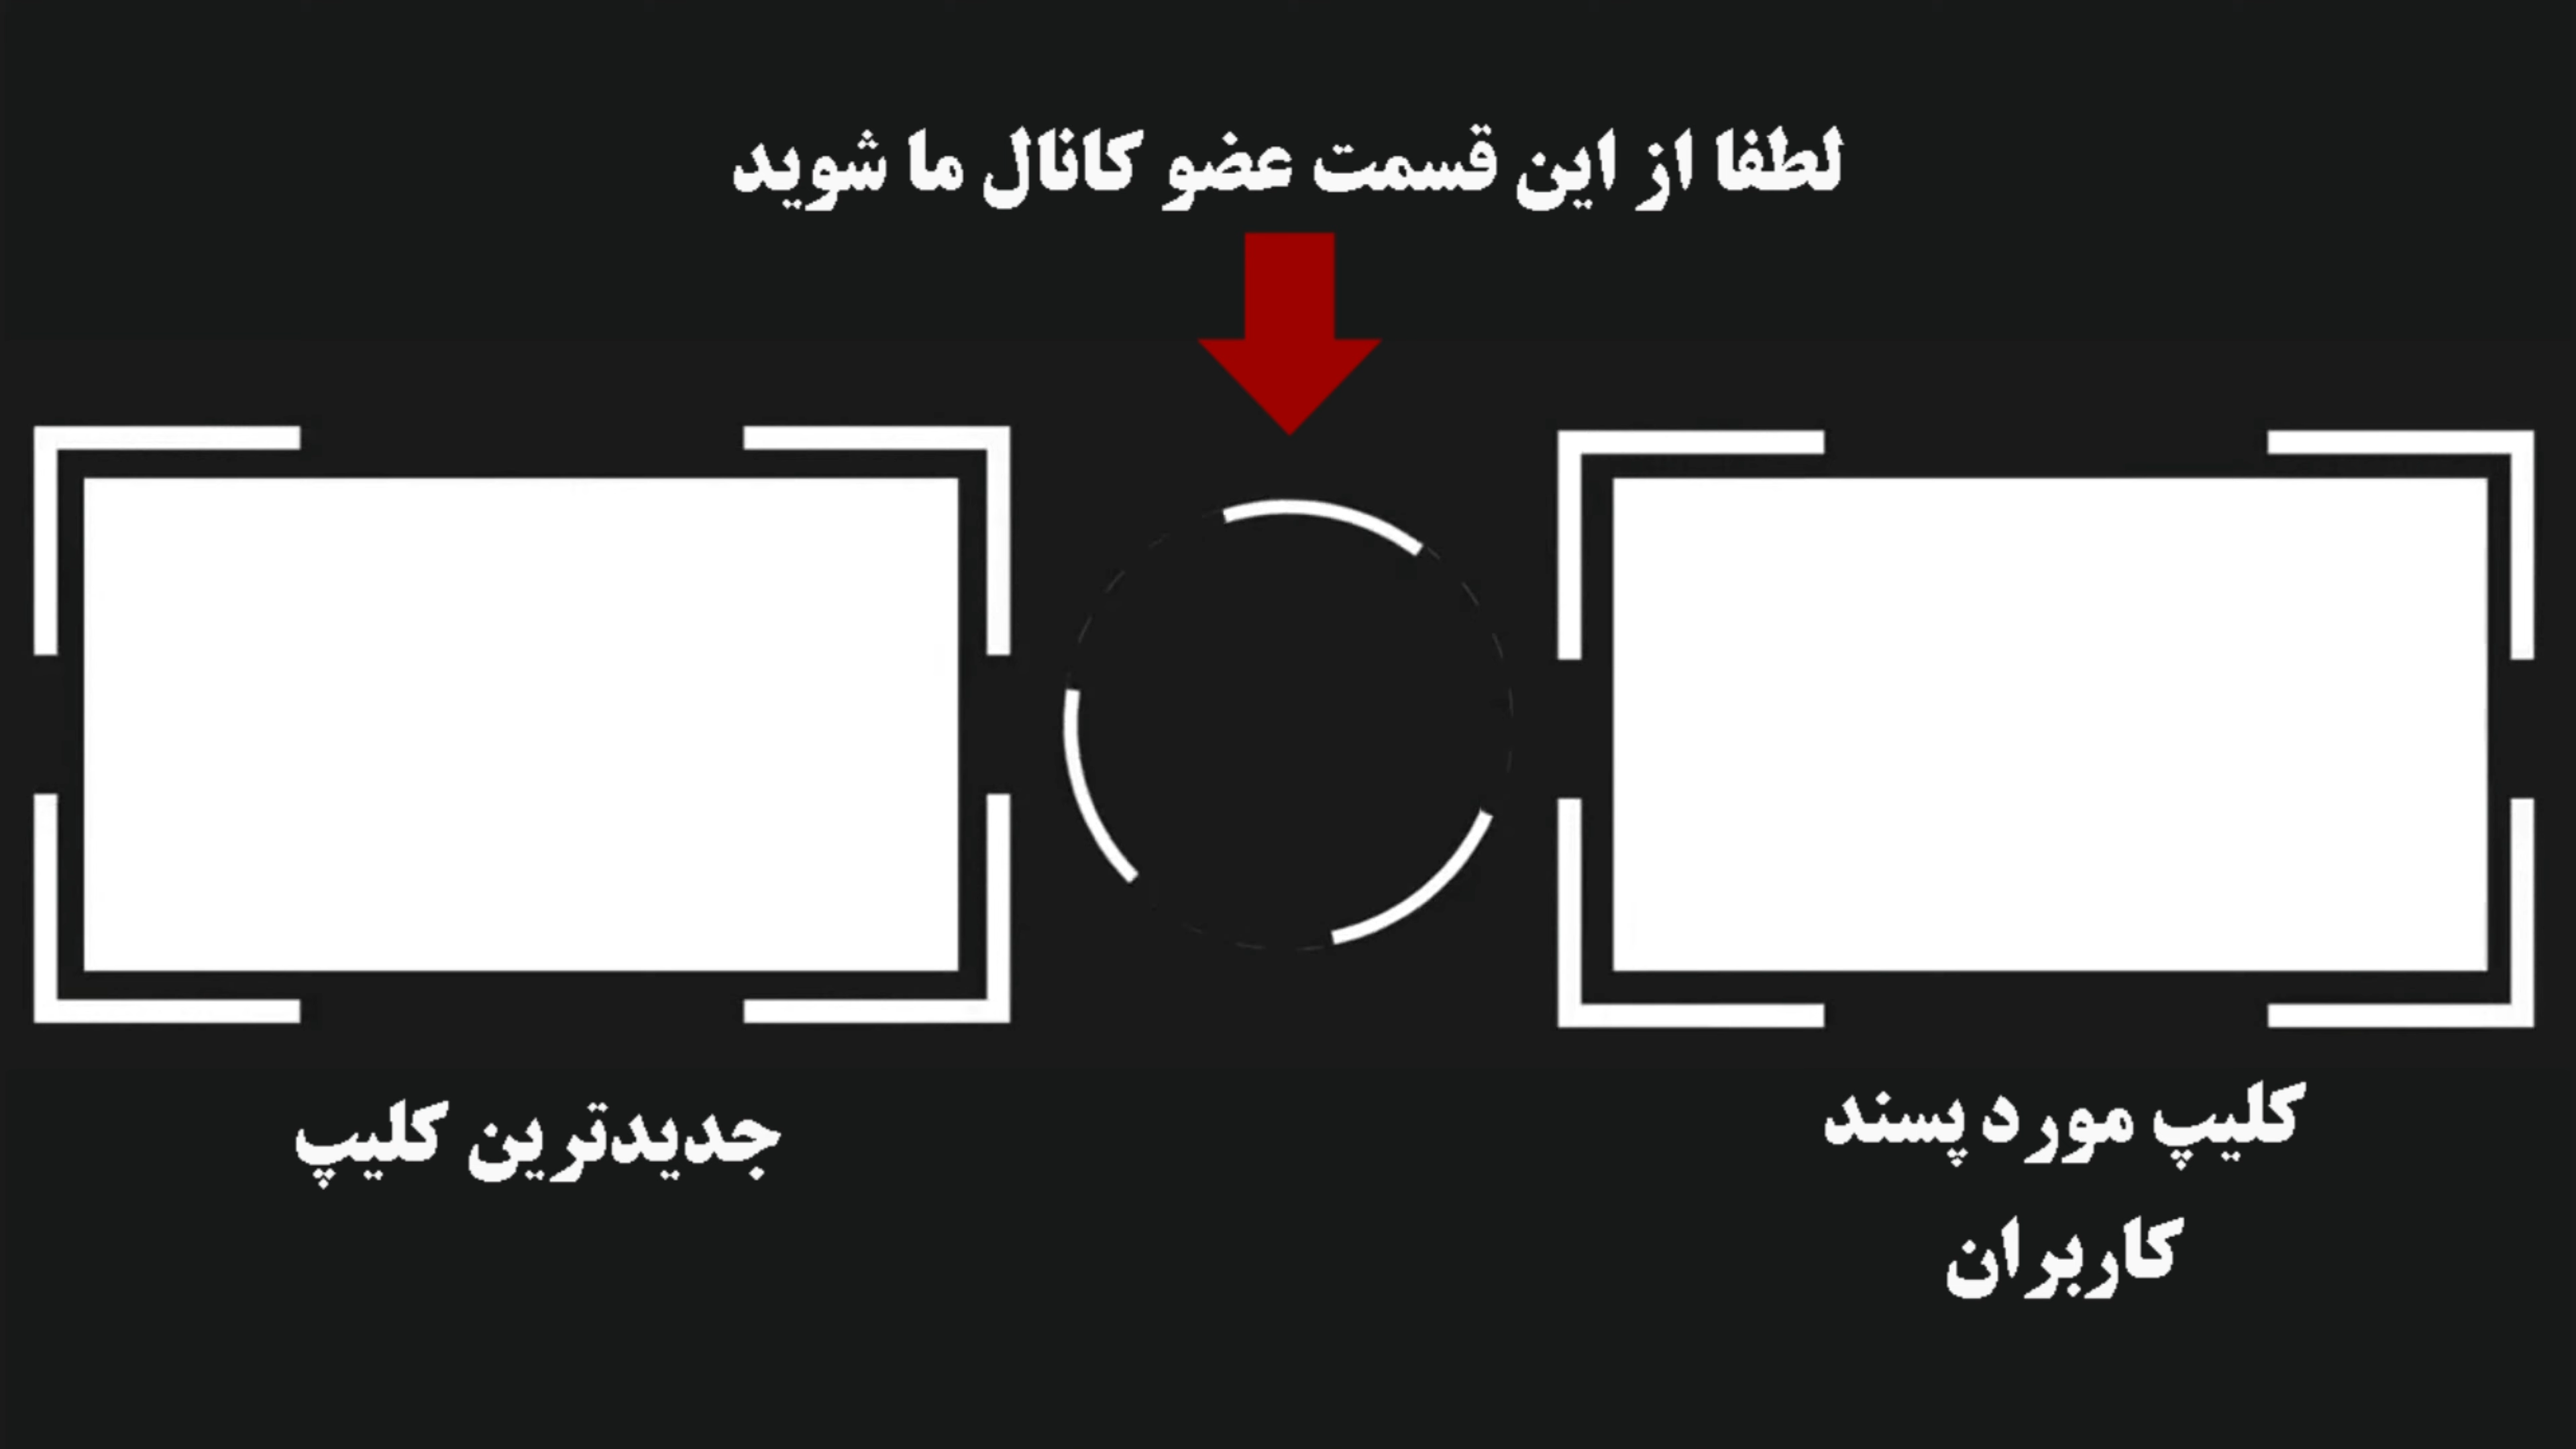 لطفا از این قسمت عضو کانال ما شوید
کلیپ مورد پسند
کاربران
جدیدترین کلیپ